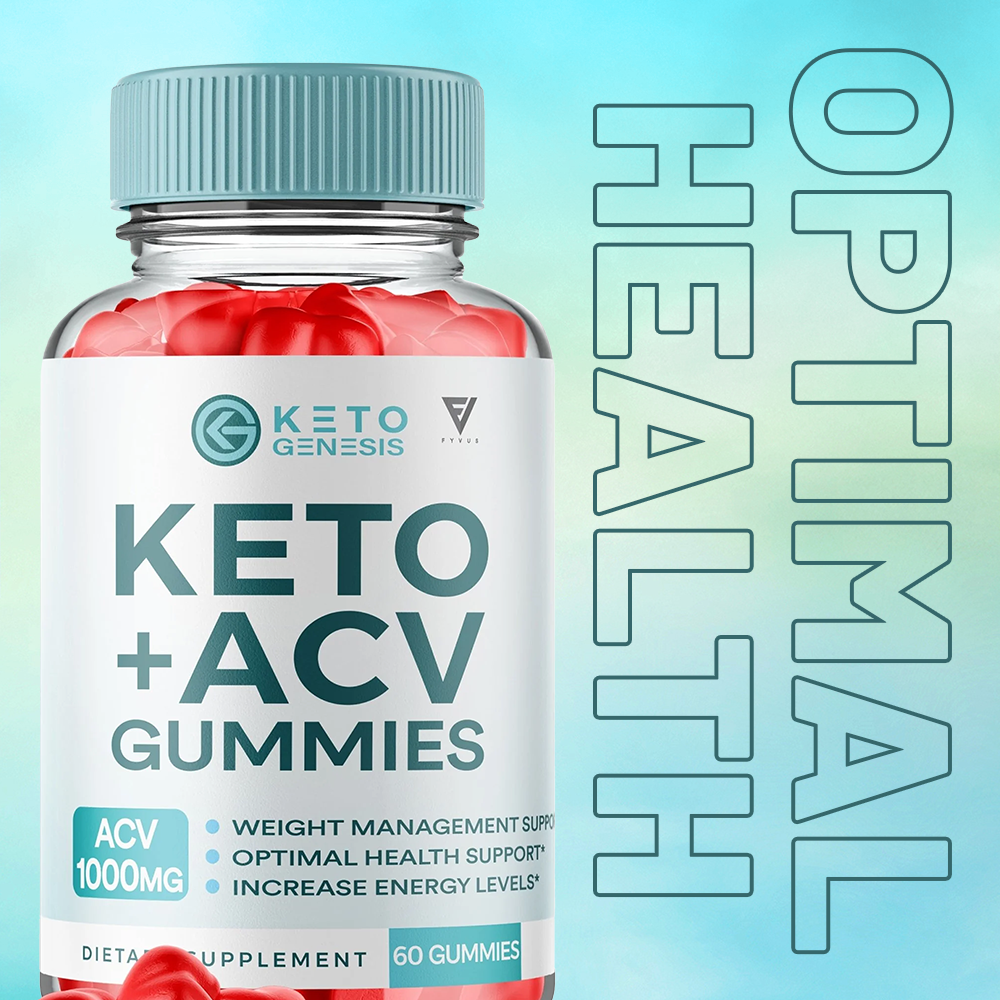 KETO
GENESIS
FYVUS
KETO
+ACV
GUMMIES
ACV
1000MG
WEIGHT MANAGEMENT
OPTIMAL HEALTH SUPPORT*
INCREASE ENERGY LEVELS*
60 GUMMIES
OPTIMAL
HEALTH